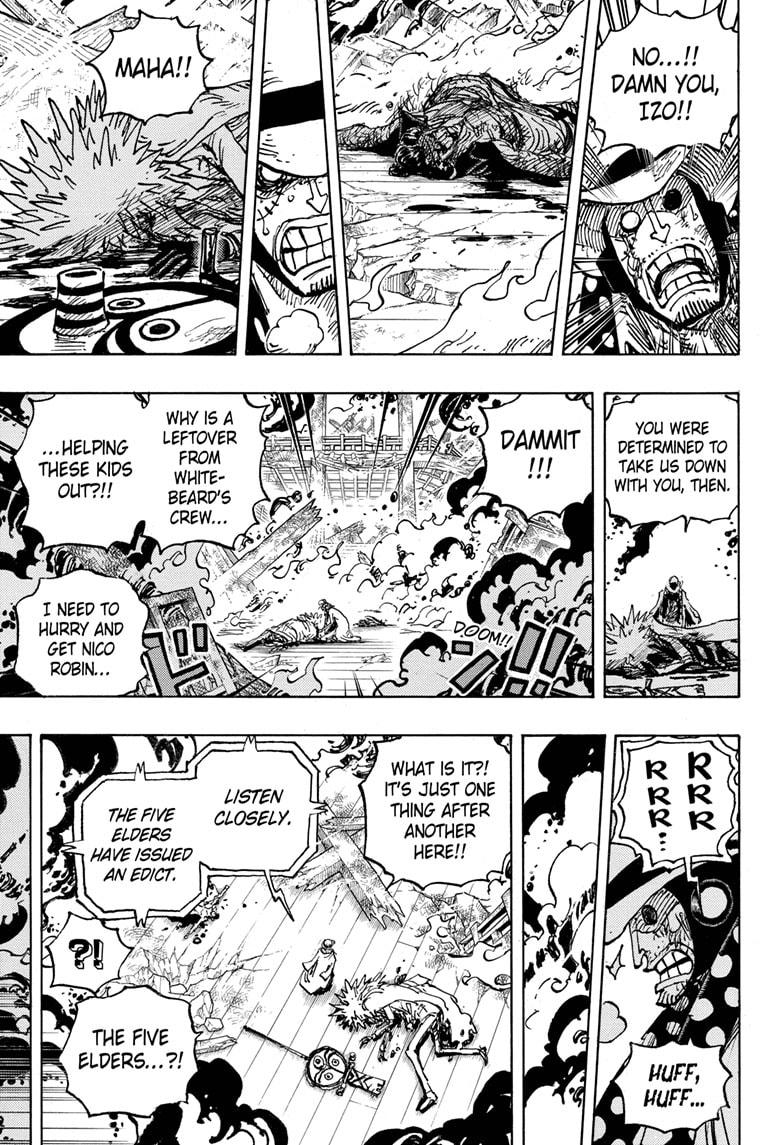 NO...!!
DAMN YOU,
IZO!!
MAHA!!
YOU WERE
DETERMINED TO
TAKE US DOWN
WITH YOU, THEN.
DAMMIT
!!!
DOOM!!
WHY IS A
LEFTOVER
FROM
WHITE-
BEARD'S
CREW...
...HELPING
THESE KIDS
OUT?!!
I NEED TO
HURRY AND
GET NICO
ROBIN...
ドン!!
RRR
RRR...
HUFF,
HUFF...
WHAT IS IT?!
IT'S JUST ONE
THING AFTER
ANOTHER
HERE!!
LISTEN
CLOSELY.
THE FIVE
ELDERS
HAVE ISSUED
AN EDICT.
?!
THE FIVE
ELDERS...?!